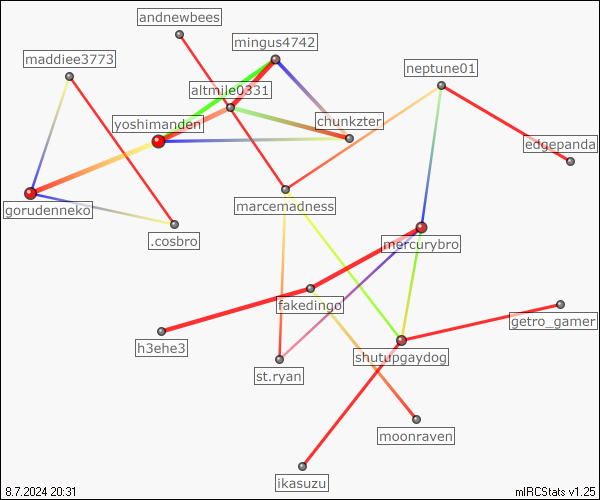 andnewbees
mingus4742
maddiee3773
neptune01
altmile0331
chunkzter
yoshimanden
edgepanda
marcemadness
gorudenneko
.cosbro
mercurybro
fakedingo
getro_gamer
h3ehe3
shutupgaydog
st.ryan
moonraven
ikasuzu
8.7.2024 20:31
mIRCStats v1.25